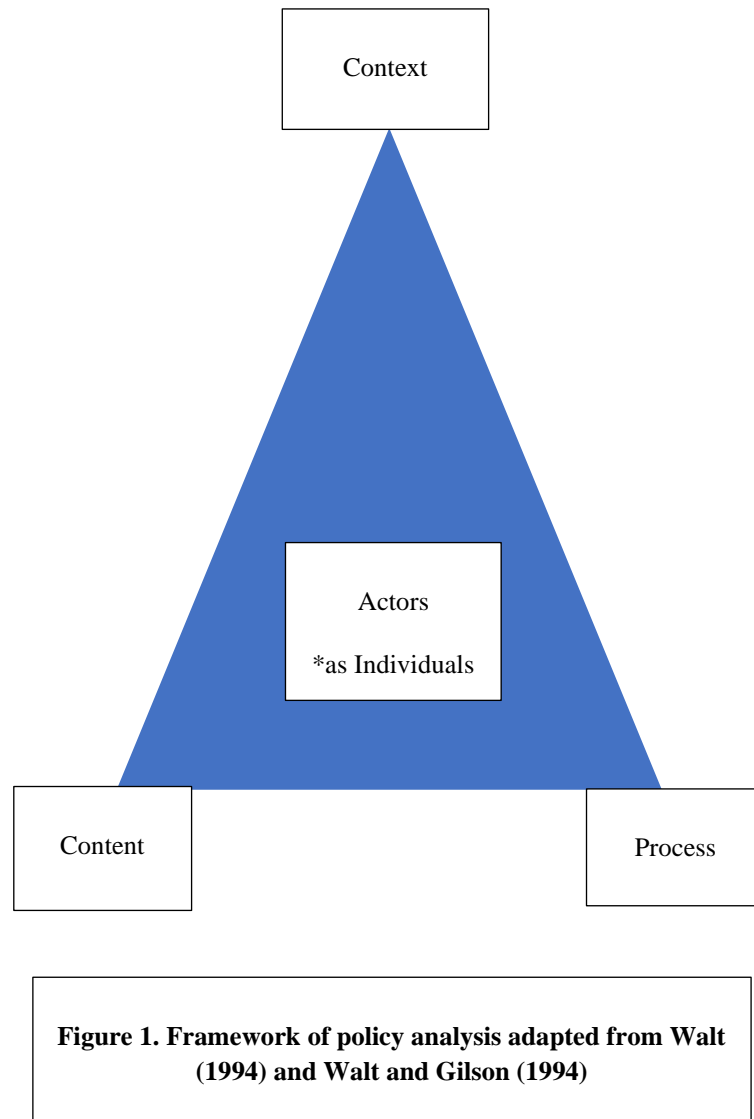 Context
Actors
*as Individuals
Content
Process
Figure 1. Framework of policy analysis adapted from Walt
(1994) and Walt and Gilson (1994)